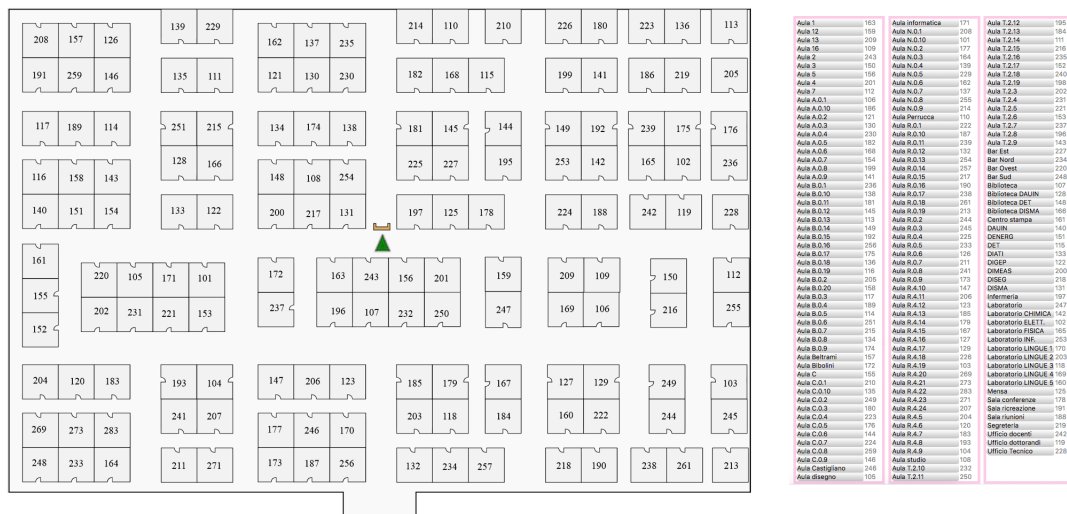 139 229 214 110 210 226 180 223 136 113
208 157 126 162 137 235
191 259 146 135 111 121 130 230 182 168 115 199 141 186 219 205
117 189 114 251 215 134 174 138 181 145 144 149 192 239 175 176
128 166 225 227 195 253 142 165 102 236
116 158 143 148 108 254
140 151 154 133 122 200 217 131 197 125 178 224 188 242 119 228
161
220 105 171 101 172 163 243 156 201 159 209 109 150 112
155
202 231 221 153 237 196 107 232 250 247 169 106 216 255
152
204 120 183 193 104 147 206 123 185 179 167 127 129 249 103
241 207 203 118 184 160 222 244 245
269 273 283 177 246 170
248 233 164 211 271 173 187 256 132 234 257 218 190 238 261 213
Aula 1 163
Aula 12 159
Aula 13 209
Aula 16 109
Aula 2 243
Aula 3 150
Aula 5 156
Aula 4 201
Aula 7 112
Aula A.0.1 106
Aula A.0.10 186
Aula A.0.2 121
Aula A.0.3 130
Aula A.0.4 230
Aula A.0.5 182
Aula A.0.6 168
Aula A.0.7 154
Aula A.0.8 199
Aula A.0.9 141
Aula B.0.1 236
Aula B.0.10 138
Aula B.0.11 181
Aula B.0.12 145
Aula B.0.13 113
Aula B.0.14 149
Aula B.0.15 192
Aula B.0.16 256
Aula B.0.17 175
Aula B.0.18 136
Aula B.0.19 116
Aula B.0.2 205
Aula B.0.20 158
Aula B.0.3 117
Aula B.0.4 189
Aula B.0.5 114
Aula B.0.6 251
Aula B.0.7 215
Aula B.0.8 134
Aula B.0.9 174
Aula Beltrami 157
Aula Bibolini 172
Aula C 155
Aula C.0.1 210
Aula C.0.10 135
Aula C.0.2 249
Aula C.0.3 180
Aula C.0.4 223
Aula C.0.5 176
Aula C.0.6 144
Aula C.0.7 224
Aula C.0.8 259
Aula C.0.9 146
Aula Castigliano 246
Aula disegno 105
Aula informatica 171
Aula N.0.1 208
Aula N.0.10 101
Aula N.0.2 177
Aula N.0.3 164
Aula N.0.4 139
Aula N.0.5 229
Aula N.0.6 162
Aula N.0.7 137
Aula N.0.8 255
Aula N.0.9 214
Aula Perrucca 110
Aula R.0.1 222
Aula R.0.10 187
Aula R.0.11 239
Aula R.0.12 132
Aula R.0.13 254
Aula R.0.14 257
Aula R.0.15 217
Aula R.0.16 190
Aula R.0.17 238
Aula R.0.18 261
Aula R.0.19 213
Aula R.0.2 244
Aula R.0.3 245
Aula R.0.4 225
Aula R.0.5 233
Aula R.0.6 126
Aula R.0.7 211
Aula R.0.8 241
Aula R.0.9 173
Aula R.4.10 147
Aula R.4.11 206
Aula R.4.12 123
Aula R.4.13 185
Aula R.4.14 179
Aula R.4.15 167
Aula R.4.16 127
Aula R.4.17 129
Aula R.4.18 226
Aula R.4.19 103
Aula R.4.20 269
Aula R.4.21 273
Aula R.4.22 283
Aula R.4.23 271
Aula R.4.24 207
Aula R.4.5 204
Aula R.4.6 120
Aula R.4.7 183
Aula R.4.8 193
Aula R.4.9 104
Aula studio 108
Aula T.2.10 232
Aula T.2.11 250
Aula T.2.12 195
Aula T.2.13 184
Aula T.2.14 111
Aula T.2.15 216
Aula T.2.16 235
Aula T.2.17 152
Aula T.2.18 240
Aula T.2.19 198
Aula T.2.3 202
Aula T.2.4 231
Aula T.2.5 221
Aula T.2.6 153
Aula T.2.7 237
Aula T.2.8 196
Aula T.2.9 143
Bar Est 227
Bar Nord 234
Bar Ovest 220
Bar Sud 248
Biblioteca 107
Biblioteca DAUIN 128
Biblioteca DET 148
Biblioteca DISMA 166
Centro stampa 161
DAUIN 140
DENERG 151
DET 115
DIATI 133
DIGEP 122
DIMEAS 200
DISEG 218
DISMA 131
Infermeria 197
Laboratorio 247
Laboratorio CHIMICA 142
Laboratorio ELETT. 102
Laboratorio FISICA 165
Laboratorio INF. 253
Laboratorio LINGUE 1 170
Laboratorio LINGUE 2 203
Laboratorio LINGUE 3 118
Laboratorio LINGUE 4 169
Laboratorio LINGUE 5 160
Mensa 125
Sala conferenze 178
Sala ricreazione 191
Sala riunioni 188
Segreteria 219
Ufficio docenti 242
Ufficio dottorandi 119
Ufficio Tecnico 228